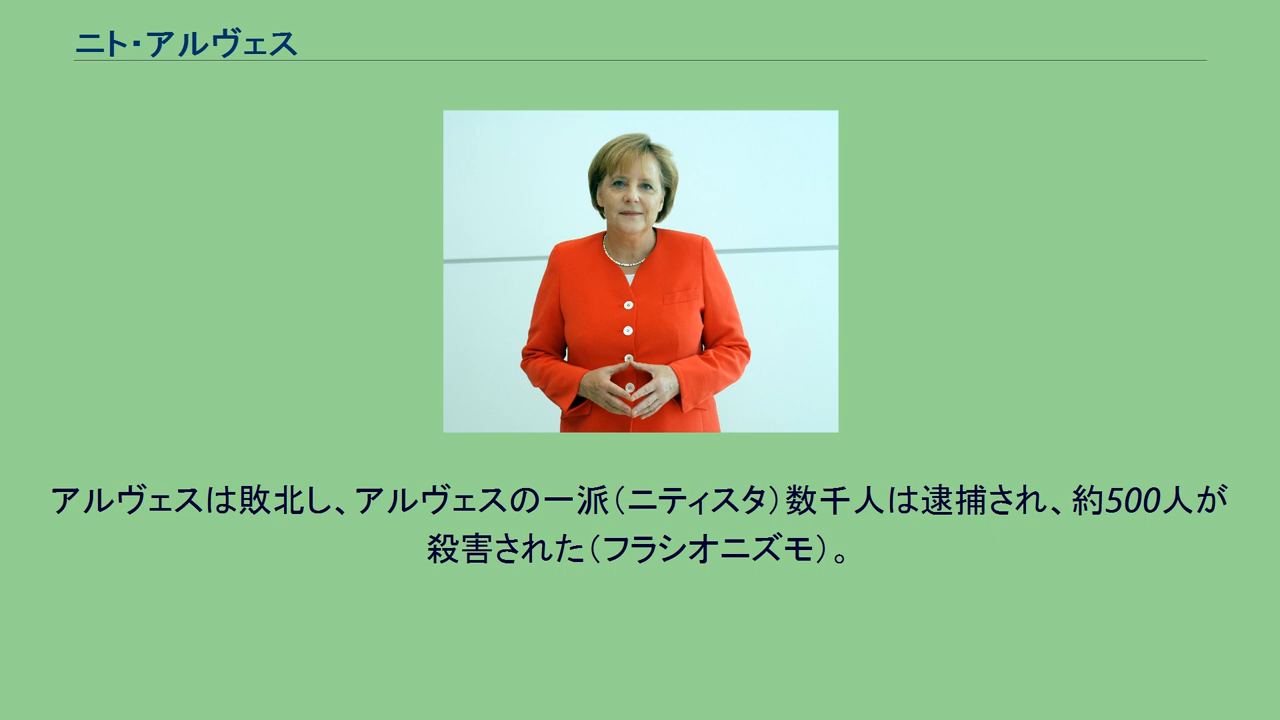 ニト・アルヴェス
アルヴェスは敗北し、アルヴェスの一派（ニティスタ）数千人は逮捕され、約500人が
殺害された（フラシオニズモ）。